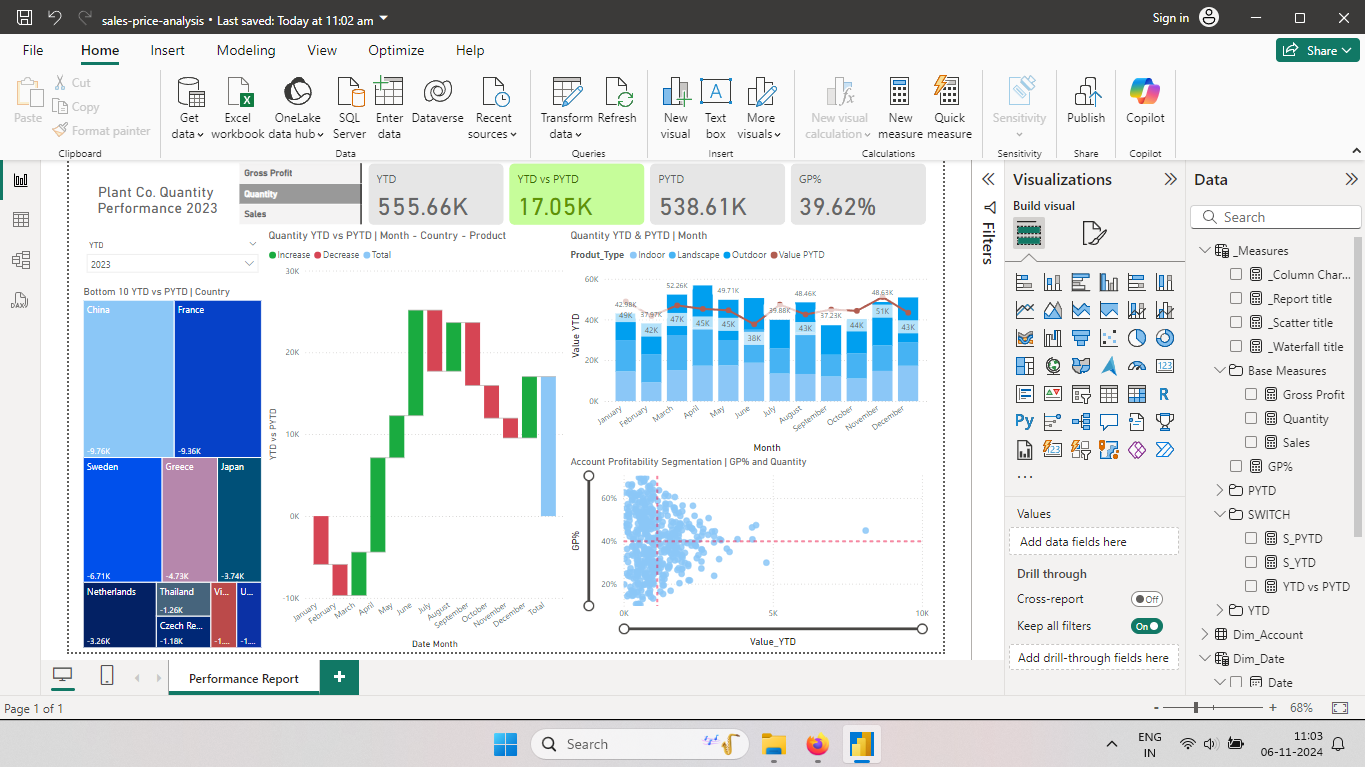 sales-price-analysis • Last saved: Today at 11:02 am
Sign in
File Home Insert Modeling View Optimize Help
Share
Paste
Cut
Copy
Format painter
Clipboard
Get data
Excel workbook
OneLake data hub
SQL Server
Enter data
Dataverse
Recent sources
Data
Transform data
Refresh
Queries
New visual
Text box
More visuals
Insert
New visual calculation
New measure
Quick measure
Calculations
Sensitivity
Sensitivity
Publish
Share
Copilot
Copilot
Plant Co. Quantity
Performance 2023
Gross Profit
Quantity
Sales
YTD
555.66K
YTD vs PYTD
17.05K
PYTD
538.61K
GP%
39.62%
YTD
2023
Bottom 10 YTD vs PYTD | Country
China
-9.76K
France
-9.36K
Sweden
-6.71K
Greece
-4.73K
Japan
-3.74K
Netherlands
-3.26K
Thailand
-1.26K
Czech Re...
-1.18K
Vi...
-1....
U...
-1....
Quantity YTD vs PYTD | Month - Country - Product
Increase Decrease Total
30K
20K
10K
0K
-10K
YTD vs PYTD
January February March April May June July August September October November December Total
Date Month
Quantity YTD & PYTD | Month
Produt_Type Indoor Landscape Outdoor Value PYTD
60K
40K
20K
0K
Value YTD
42.98K 37.97K 52.26K 49.71K 39.88K 48.46K 37.23K 48.63K
49K 42K 47K 45K 45K 38K 43K 44K 51K 43K
January February March April May June July August September October November December
Month
Account Profitability Segmentation | GP% and Quantity
60%
40%
20%
GP%
0K 5K 10K
Value_YTD
Filters
Visualizations
Build visual
Values
Add data fields here
Drill through
Cross-report
Off
Keep all filters
On
Add drill-through fields here
Data
Search
_Measures
_Column Char...
_Report title
_Scatter title
_Waterfall title
Base Measures
Gross Profit
Quantity
Sales
GP%
PYTD
SWITCH
S_PYTD
S_YTD
YTD vs PYTD
YTD
Dim_Account
Dim_Date
Date
Performance Report
Page 1 of 1
- + 68%
Search
ENG
IN
11:03
06-11-2024